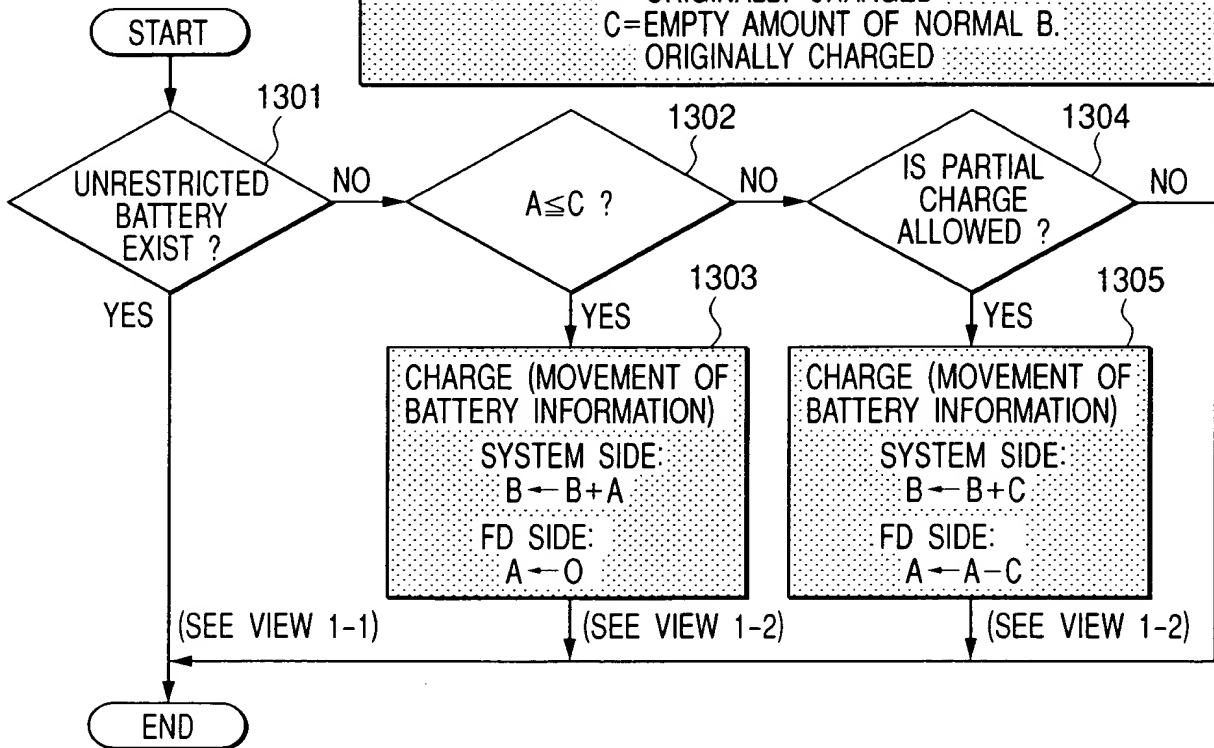 ORIGINALLY CHARGED
C=EMPTY AMOUNT OF NORMAL B.
ORIGINALLY CHARGED
START
1301
UNRESTRICTED
BATTERY
EXIST ?
NO
YES
1302
A≦C ?
NO
YES
1304
IS PARTIAL
CHARGE
ALLOWED ?
NO
YES
1303
CHARGE (MOVEMENT OF
BATTERY INFORMATION)
SYSTEM SIDE:
B←B+A
FD SIDE:
A←O
1305
CHARGE (MOVEMENT OF
BATTERY INFORMATION)
SYSTEM SIDE:
B←B+C
FD SIDE:
A←A−C
(SEE VIEW 1-1)
(SEE VIEW 1-2)
(SEE VIEW 1-2)
END